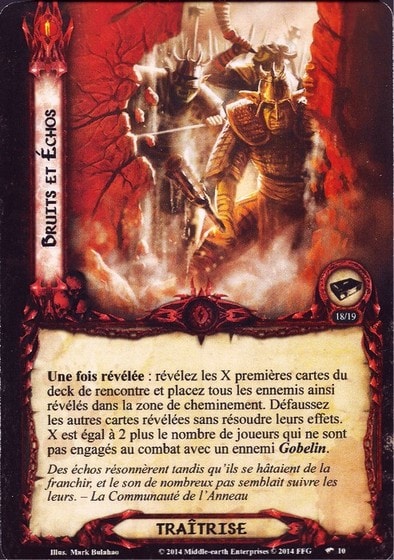 Bruits et Échos
18/19
Une fois révélée : révélez les X premières cartes du
deck de rencontre et placez tous les ennemis ainsi
révélés dans la zone de cheminement. Défaussez
les autres cartes révélées sans résoudre leurs effets.
X est égal à 2 plus le nombre de joueurs qui ne sont
pas engagés au combat avec un ennemi Gobelin.
Des échos résonnèrent tandis qu'ils se hâtaient de la
franchir, et le son de nombreux pas semblait suivre les
leurs. – La Communauté de l'Anneau
TRAÎTRISE
Illus. Mark Bulahao © 2014 Middle-earth Enterprises © 2014 FFG 10